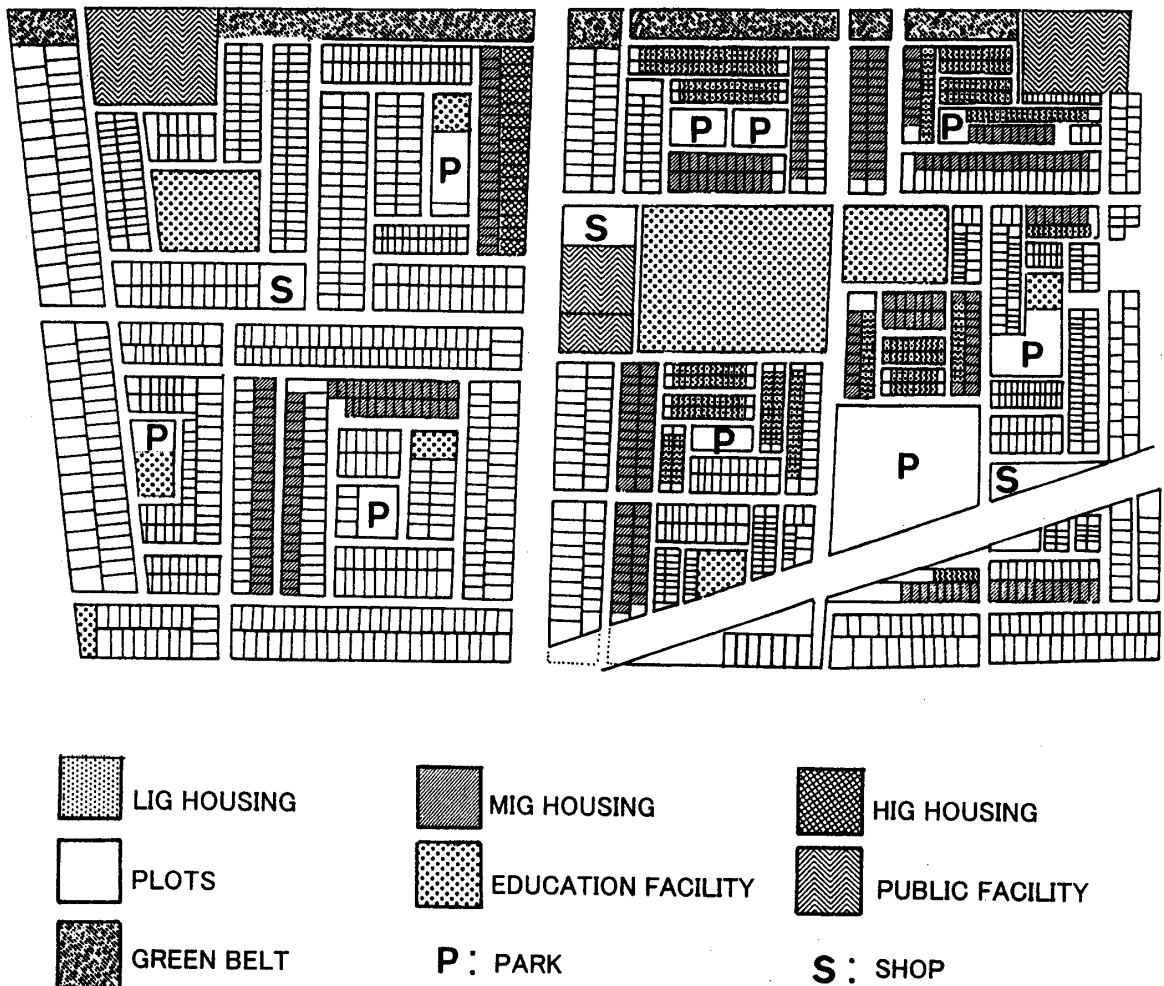 P
P P
P
S
S
P
P
P
P
P
P
S
LIG HOUSING
MIG HOUSING
HIG HOUSING
PLOTS
EDUCATION FACILITY
PUBLIC FACILITY
GREEN BELT
P : PARK
S : SHOP